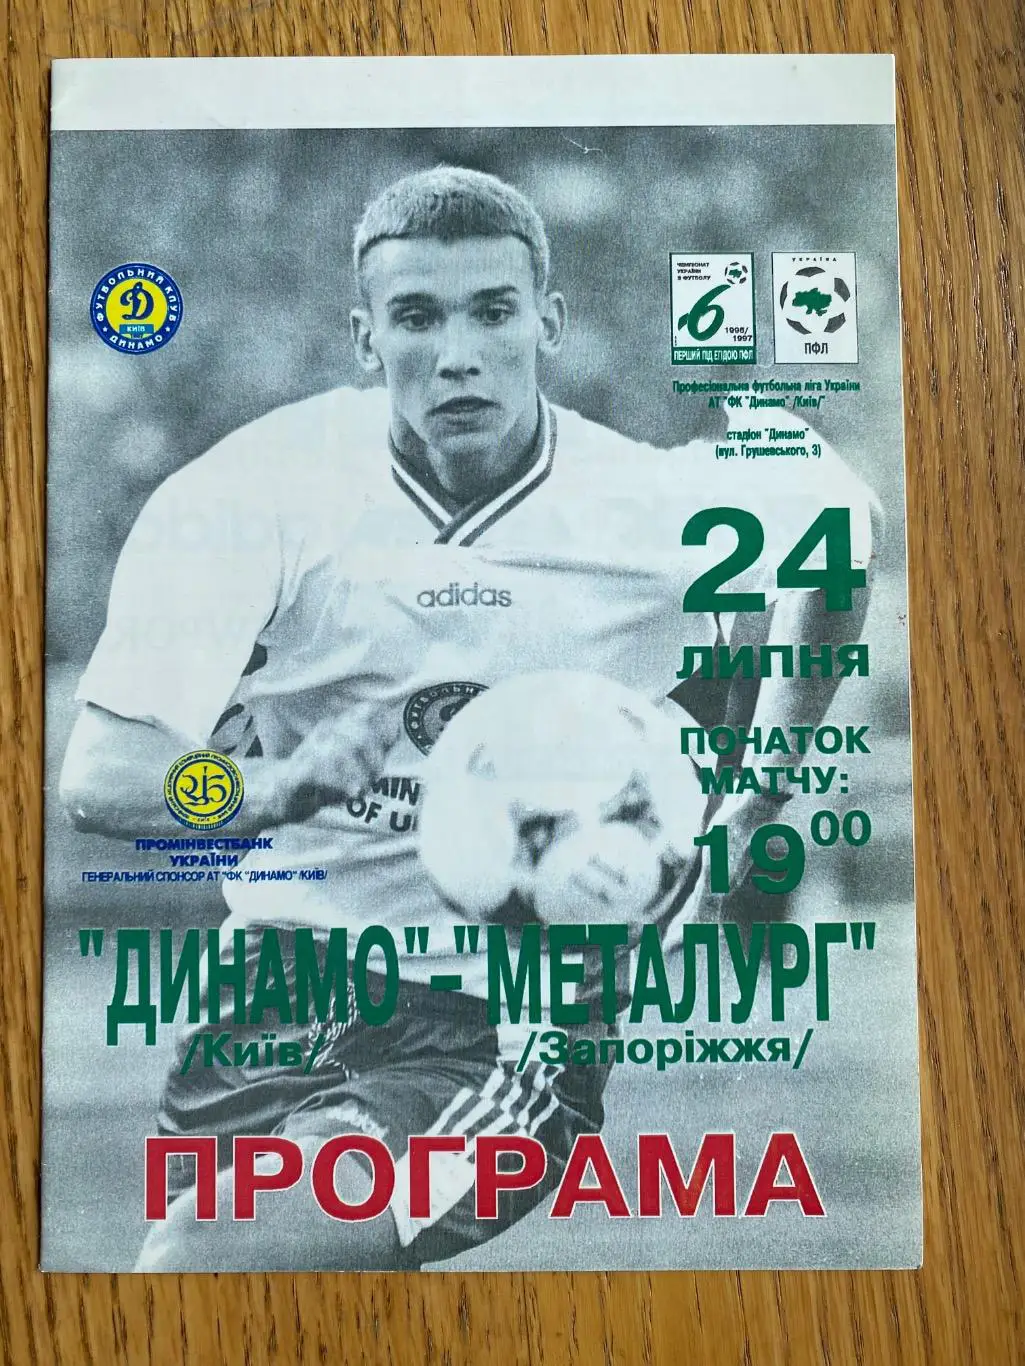 ФУТБОЛЬНИЙ КЛУБ
Д
КИЇВ
ДИНАМО
ЧЕМПІОНАТ
УКРАЇНИ
З ФУТБОЛУ
6
1996/
1997
ПЕРШИЙ ПІД ЕГІДОЮ ПФЛ
УКРАЇНА
ПФЛ
Професіональна футбольна ліга України
АТ "ФК "Динамо" /Київ/"
стадіон "Динамо"
(вул. Грушевського, 3)
24
ЛИПНЯ
adidas
ПОЧАТОК
МАТЧУ:
19 00
MIN
OF U
ПРОМІНВЕСТБАНК
УКРАЇНИ
ГЕНЕРАЛЬНИЙ СПОНСОР АТ "ФК "ДИНАМО" /КИЇВ/
"ДИНАМО"-"МЕТАЛУРГ"
/Київ/ /Запоріжжя/
ПРОГРАМА